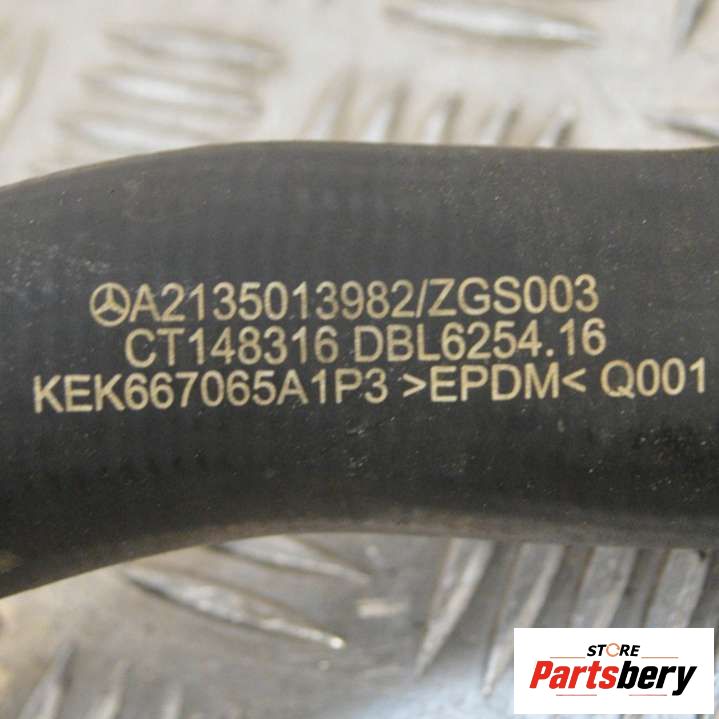 A2135013982/ZGS003
CT148316 DBL6254.16
KEK667065A1P3 >EPDM< Q001
STORE
Partsbery